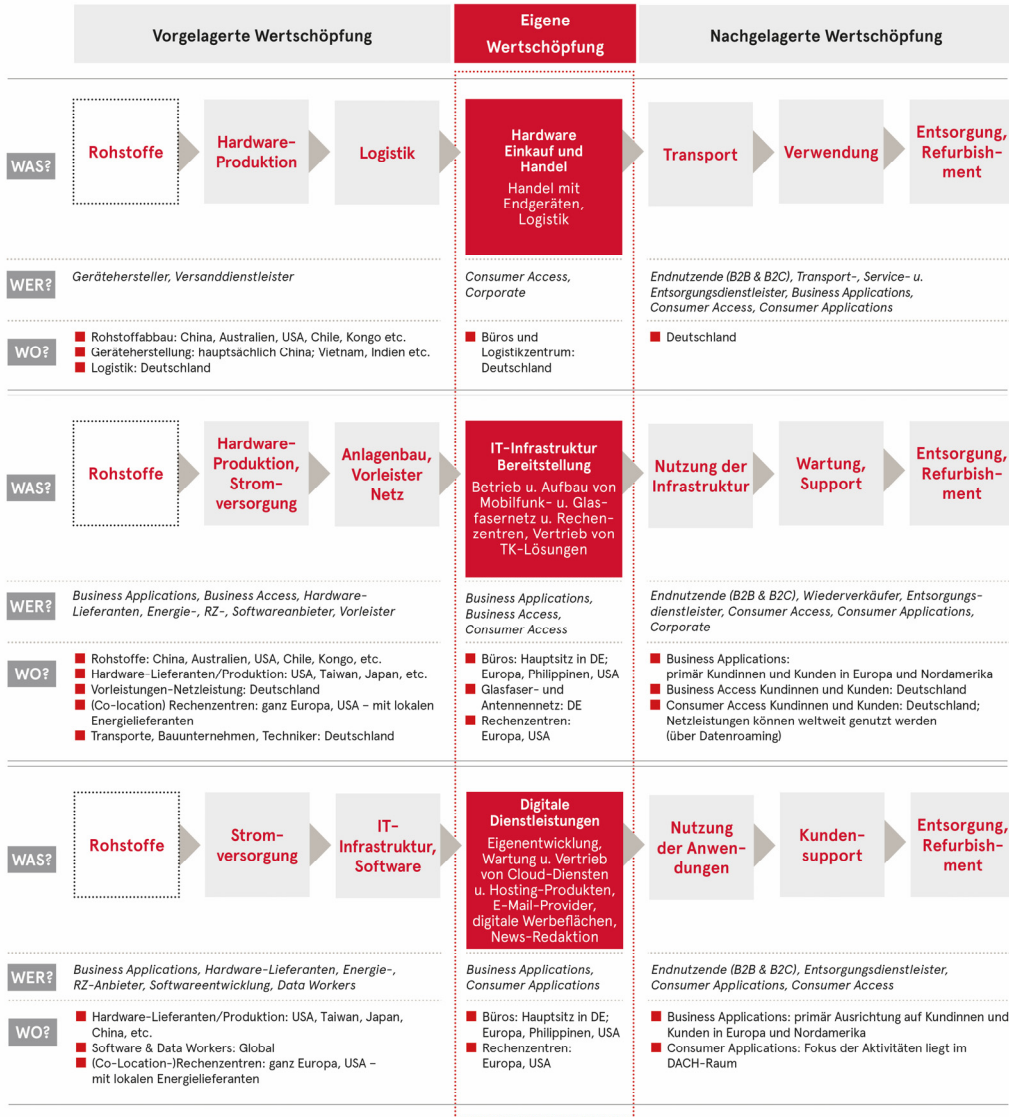 Vorgelagerte Wertschöpfung
Eigene
Wertschöpfung
Nachgelagerte Wertschöpfung
WAS?
Rohstoffe
Hardware-
Produktion
Logistik
Hardware
Einkauf und
Handel
Handel mit
Endgeräten,
Logistik
Transport
Verwendung
Entsorgung,
Refurbish-
ment
WER?
Gerätehersteller, Versanddienstleister
Consumer Access,
Corporate
Endnutzende (B2B & B2C), Transport-, Service- u.
Entsorgungsdienstleister, Business Applications,
Consumer Access, Consumer Applications
WO?
Rohstoffabbau: China, Australien, USA, Chile, Kongo etc.
Geräteherstellung: hauptsächlich China; Vietnam, Indien etc.
Logistik: Deutschland
Büros und
Logistikzentrum:
Deutschland
Deutschland
WAS?
Rohstoffe
Hardware-
Produktion,
Strom-
versorgung
Anlagenbau,
Vorleister
Netz
IT-Infrastruktur
Bereitstellung
Betrieb u. Aufbau von
Mobilfunk- u. Glas-
fasernetz u. Rechen-
zentren, Vertrieb von
TK-Lösungen
Nutzung der
Infrastruktur
Wartung,
Support
Entsorgung,
Refurbish-
ment
WER?
Business Applications, Business Access, Hardware-
Lieferanten, Energie-, RZ-, Softwareanbieter, Vorleister
Business Applications,
Business Access,
Consumer Access
Endnutzende (B2B & B2C), Wiederverkäufer, Entsorgungs-
dienstleister, Consumer Access, Consumer Applications,
Corporate
WO?
Rohstoffe: China, Australien, USA, Chile, Kongo, etc.
Hardware-Lieferanten/Produktion: USA, Taiwan, Japan, etc.
Vorleistungen-Netzleistung: Deutschland
(Co-location) Rechenzentren: ganz Europa, USA – mit lokalen
Energielieferanten
Transporte, Bauunternehmen, Techniker: Deutschland
Büros: Hauptsitz in DE;
Europa, Philippinen, USA
Glasfaser- und
Antennennetz: DE
Rechenzentren:
Europa, USA
Business Applications:
primär Kundinnen und Kunden in Europa und Nordamerika
Business Access Kundinnen und Kunden: Deutschland
Consumer Access Kundinnen und Kunden: Deutschland;
Netzleistungen können weltweit genutzt werden
(über Datenroaming)
WAS?
Rohstoffe
Strom-
versorgung
IT-
Infrastruktur,
Software
Digitale
Dienstleistungen
Eigenentwicklung,
Wartung u. Vertrieb
von Cloud-Diensten
u. Hosting-Produkten,
E-Mail-Provider,
digitale Werbeflächen,
News-Redaktion
Nutzung
der Anwen-
dungen
Kunden-
support
Entsorgung,
Refurbish-
ment
WER?
Business Applications, Hardware-Lieferanten, Energie-,
RZ-Anbieter, Softwareentwicklung, Data Workers
Business Applications,
Consumer Applications
Endnutzende (B2B & B2C), Entsorgungsdienstleister,
Consumer Applications, Consumer Access
WO?
Hardware-Lieferanten/Produktion: USA, Taiwan, Japan,
China, etc.
Software & Data Workers: Global
(Co-Location-)Rechenzentren: ganz Europa, USA –
mit lokalen Energielieferanten
Büros: Hauptsitz in DE;
Europa, Philippinen, USA
Rechenzentren:
Europa, USA
Business Applications: primär Ausrichtung auf Kundinnen und
Kunden in Europa und Nordamerika
Consumer Applications: Fokus der Aktivitäten liegt im
DACH-Raum